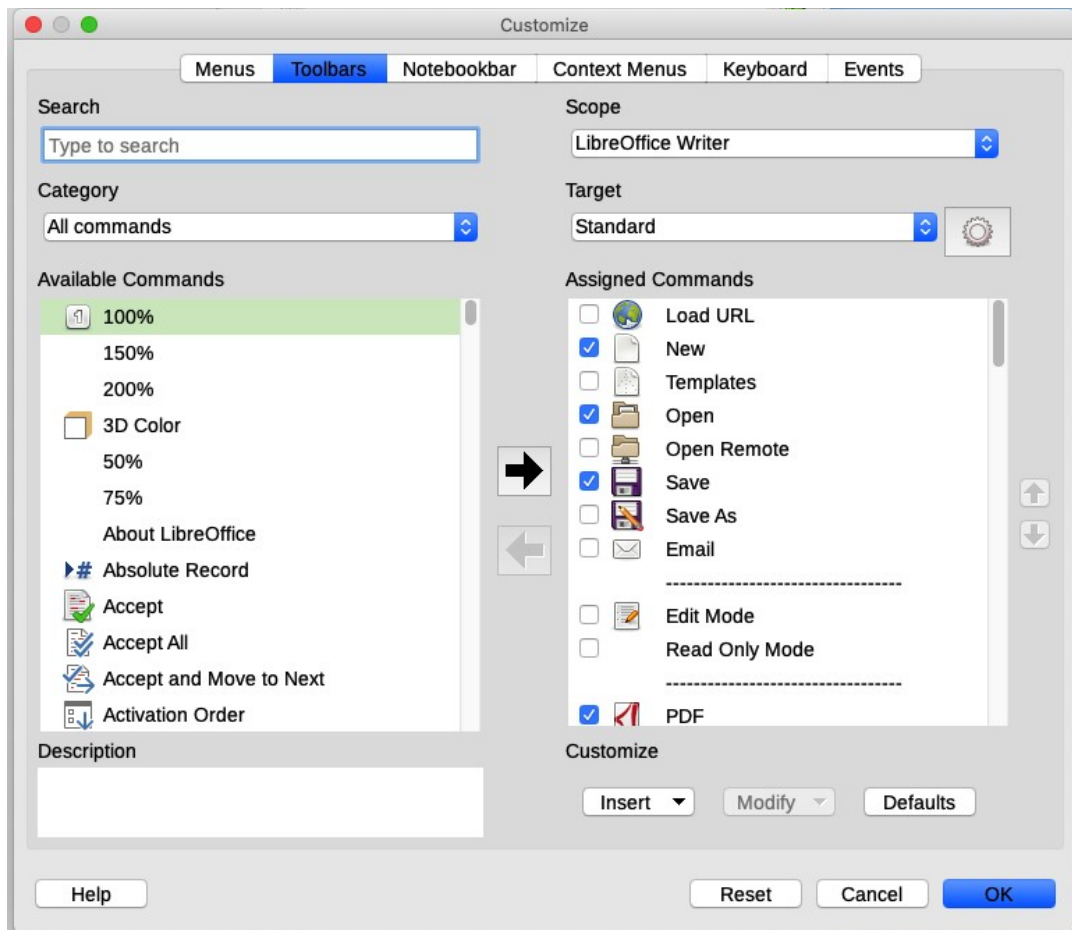 Customize
Menus Toolbars Notebookbar Context Menus Keyboard Events
Search
Type to search
Category
All commands
Available Commands
100%
150%
200%
3D Color
50%
75%
About LibreOffice
Absolute Record
Accept
Accept All
Accept and Move to Next
Activation Order
Description
Scope
LibreOffice Writer
Target
Standard
Assigned Commands
Load URL
New
Templates
Open
Open Remote
Save
Save As
Email
----------------------------------
Edit Mode
Read Only Mode
----------------------------------
PDF
Customize
Insert Modify Defaults
Help Reset Cancel OK